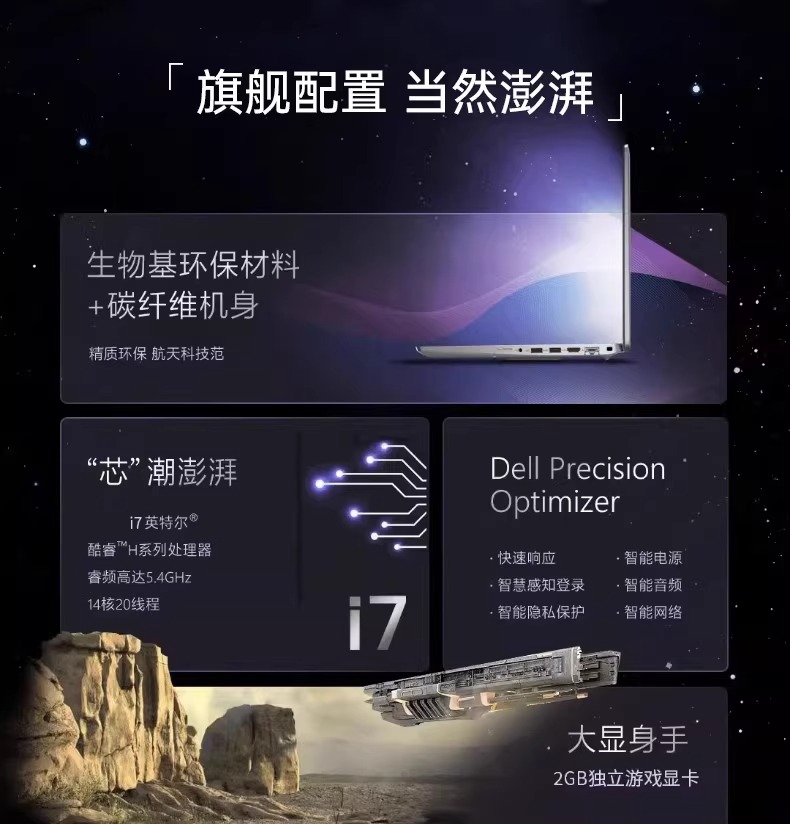 「旗舰配置 当然澎湃」
生物基环保材料
+碳纤维机身
精质环保 航天科技范
“芯”潮澎湃
i7英特尔®
酷睿™H系列处理器
睿频高达5.4GHz
14核20线程
i7
Dell Precision
Optimizer
·快速响应 ·智能电源
·智慧感知登录 ·智能音频
·智能隐私保护 ·智能网络
大显身手
2GB独立游戏显卡